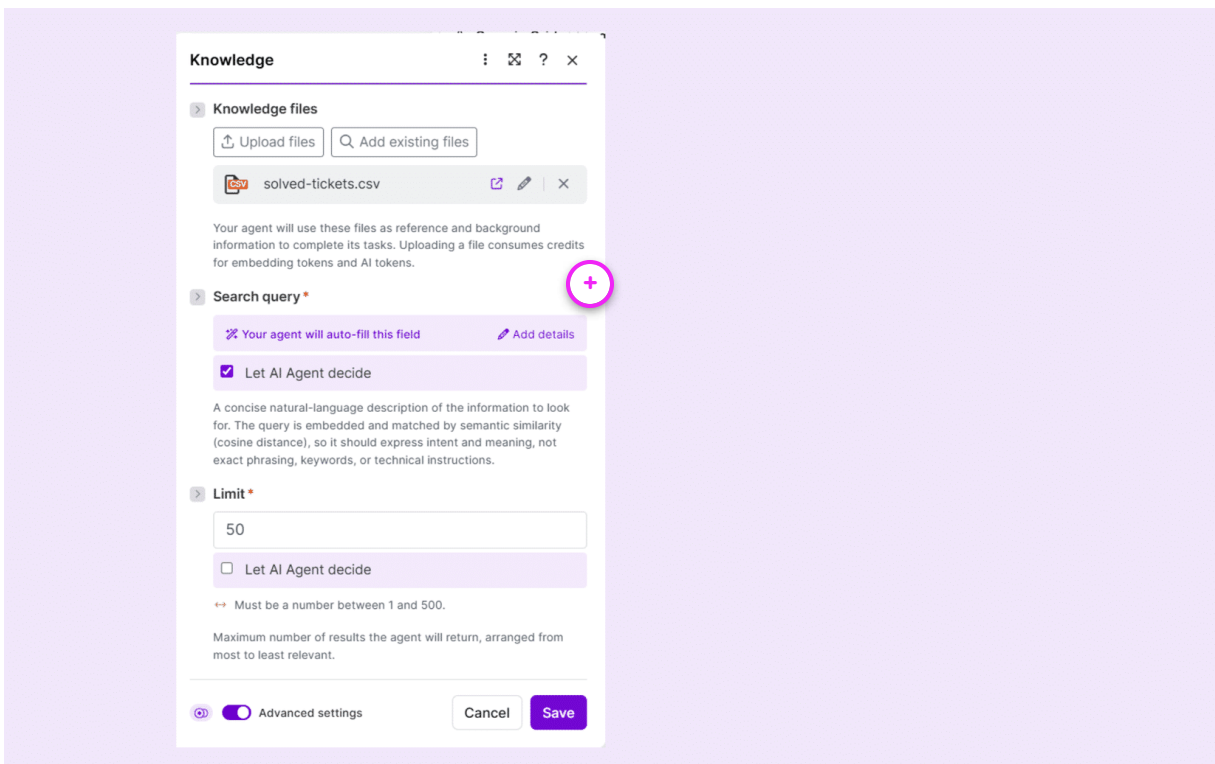 Knowledge
?
Knowledge files
Upload files
Add existing files
CSV
solved-tickets.csv
Your agent will use these files as reference and background
information to complete its tasks. Uploading a file consumes credits
for embedding tokens and AI tokens.
+
Search query *
Your agent will auto-fill this field
Add details
Let AI Agent decide
A concise natural-language description of the information to look
for. The query is embedded and matched by semantic similarity
(cosine distance), so it should express intent and meaning, not
exact phrasing, keywords, or technical instructions.
Limit *
50
Let AI Agent decide
Must be a number between 1 and 500.
Maximum number of results the agent will return, arranged from
most to least relevant.
Advanced settings
Cancel
Save